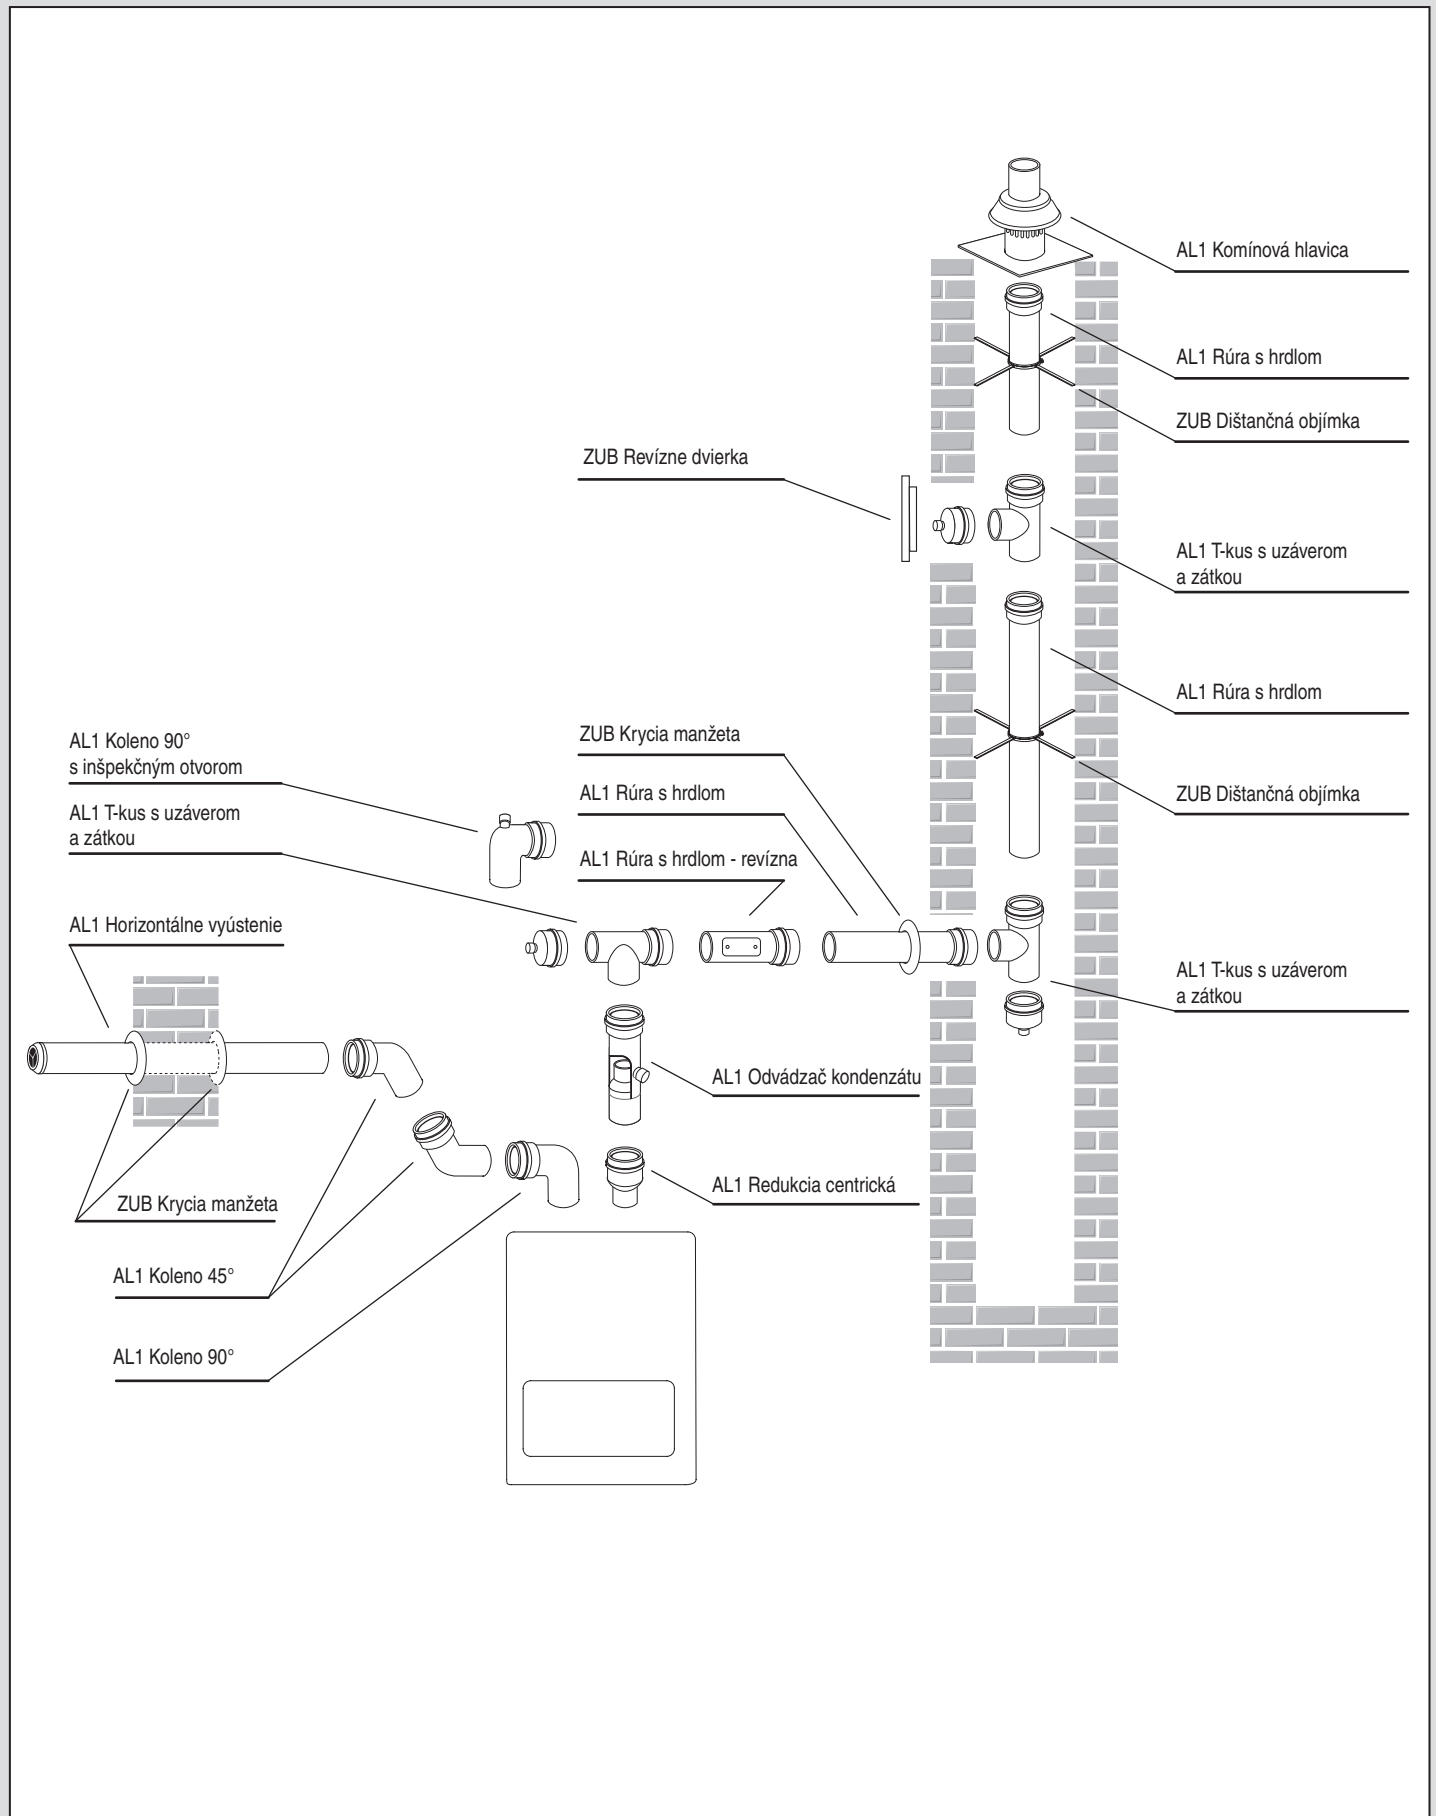 AL1 Komínová hlavica
AL1 Rúra s hrdlom
ZUB Dištančná objímka
ZUB Revízne dvierka
AL1 T-kus s uzáverom
a zátkou
AL1 Rúra s hrdlom
AL1 Koleno 90°
s inšpekčným otvorom
ZUB Krycia manžeta
AL1 Rúra s hrdlom
ZUB Dištančná objímka
AL1 T-kus s uzáverom
a zátkou
AL1 Rúra s hrdlom - revízna
AL1 Horizontálne vyústenie
AL1 T-kus s uzáverom
a zátkou
AL1 Odvádzač kondenzátu
AL1 Redukcia centrická
ZUB Krycia manžeta
AL1 Koleno 45°
AL1 Koleno 90°